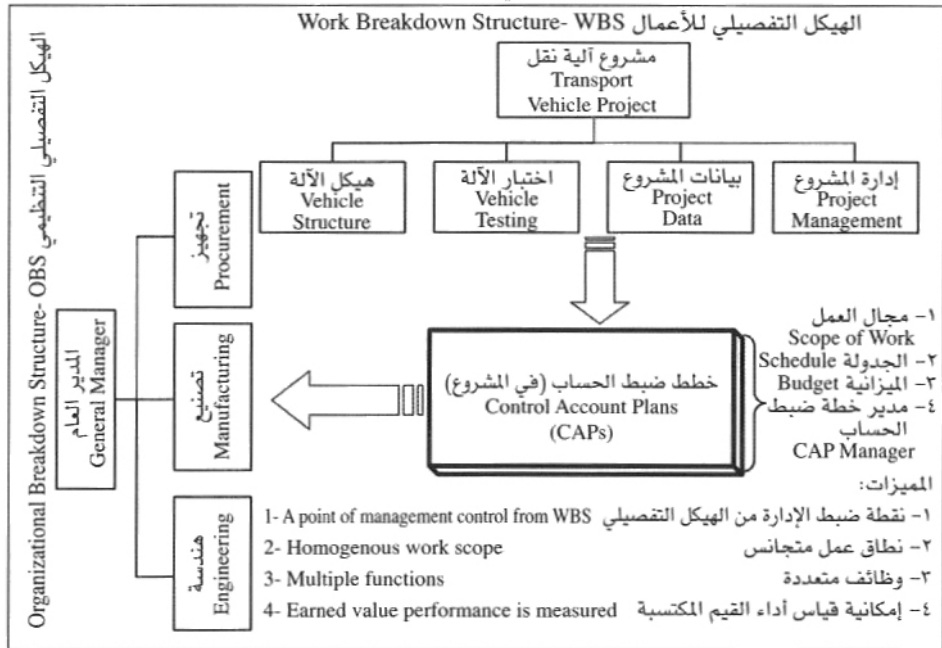 الهيكل التفصيلي للأعمال Work Breakdown Structure- WBS
مشروع آلية نقل
Transport
Vehicle Project
هيكل الآلة
Vehicle
Structure
اختبار الآلة
Vehicle
Testing
بيانات المشروع
Project
Data
إدارة المشروع
Project
Management
الهيكل التفصيلي التنظيمي Organizational Breakdown Structure- OBS
المدير العام
General Manager
تجهيز
Procurement
تصنيع
Manufacturing
هندسة
Engineering
خطط ضبط الحساب (في المشروع)
Control Account Plans
(CAPs)
١- مجال العمل
Scope of Work
٢- الجدولة Schedule
٣- الميزانية Budget
٤- مدير خطة ضبط
الحساب
CAP Manager
المميزات:
١- نقطة ضبط الإدارة من الهيكل التفصيلي 1- A point of management control from WBS
٢- نطاق عمل متجانس 2- Homogenous work scope
٣- وظائف متعددة 3- Multiple functions
٤- إمكانية قياس أداء القيم المكتسبة 4- Earned value performance is measured